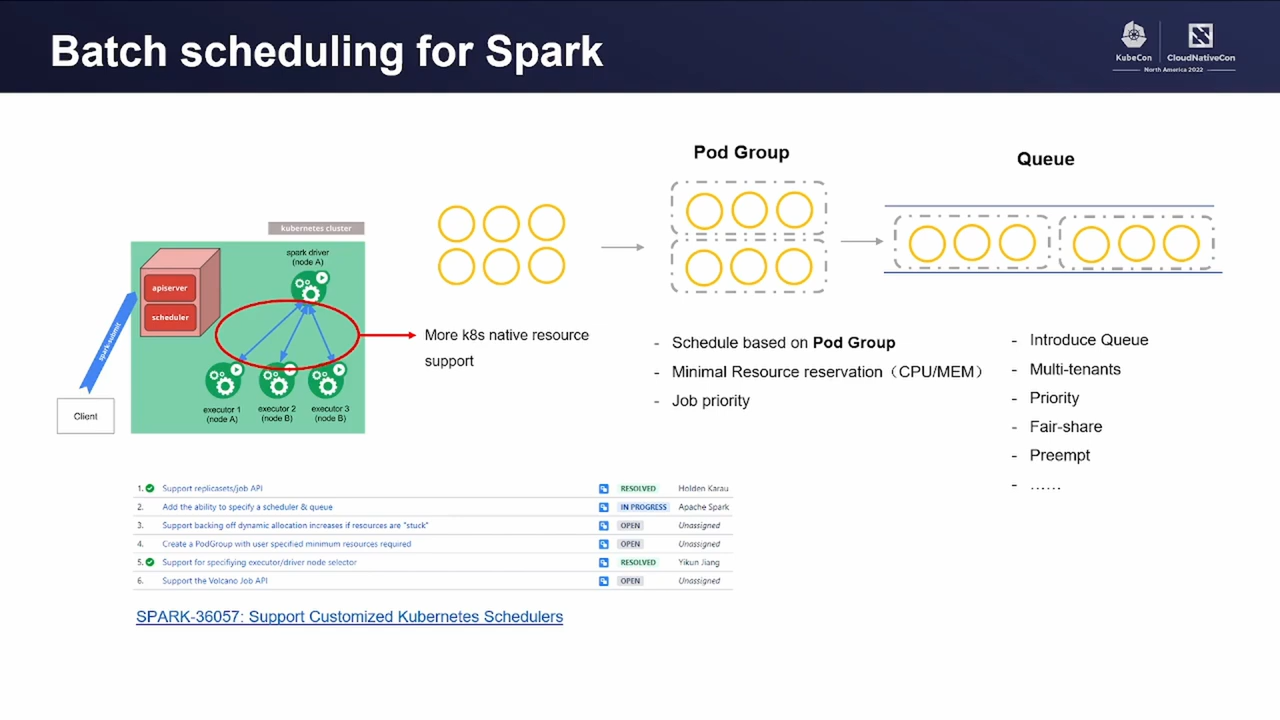 Batch scheduling for Spark
KubeCon
CloudNativeCon
North America 2022
kubernetes cluster
spark driver
(node A)
apiserver
scheduler
spark-submit
Client
executor 1
(node A)
executor 2
(node B)
executor 3
(node B)
More k8s native resource
support
Pod Group
- Schedule based on Pod Group
- Minimal Resource reservation（CPU/MEM）
- Job priority
Queue
- Introduce Queue
- Multi-tenants
- Priority
- Fair-share
- Preempt
- ……
1. Support replicasets/job API RESOLVED Holden Karau
2. Add the ability to specify a scheduler & queue IN PROGRESS Apache Spark
3. Support backing off dynamic allocation increases if resources are "stuck" OPEN Unassigned
4. Create a PodGroup with user specified minimum resources required OPEN Unassigned
5. Support for specifiying executor/driver node selector RESOLVED Yikun Jiang
6. Support the Volcano Job API OPEN Unassigned
SPARK-36057: Support Customized Kubernetes Schedulers